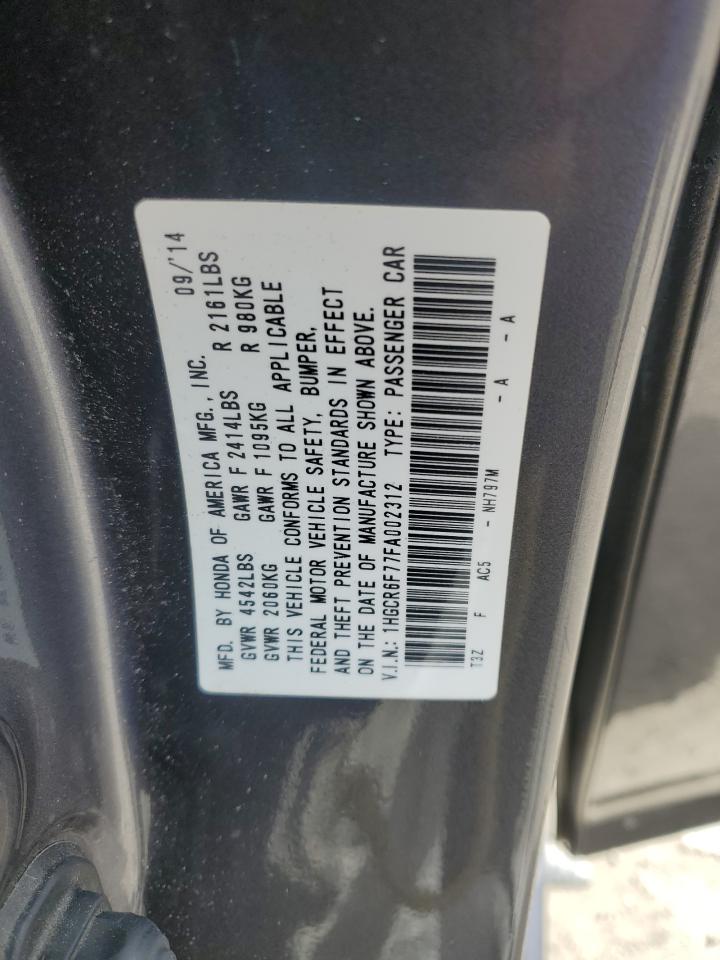 MFD. BY HONDA OF AMERICA MFG., INC. 09/'14
GVWR 4542LBS GAWR F 2414LBS R 2161LBS
GVWR 2060KG GAWR F 1095KG R 980KG
THIS VEHICLE CONFORMS TO ALL APPLICABLE
FEDERAL MOTOR VEHICLE SAFETY, BUMPER,
AND THEFT PREVENTION STANDARDS IN EFFECT
ON THE DATE OF MANUFACTURE SHOWN ABOVE.
V.I.N.: 1HGCR6F77FA002312 TYPE: PASSENGER CAR
T3Z F AC5 - NH797M - A - A